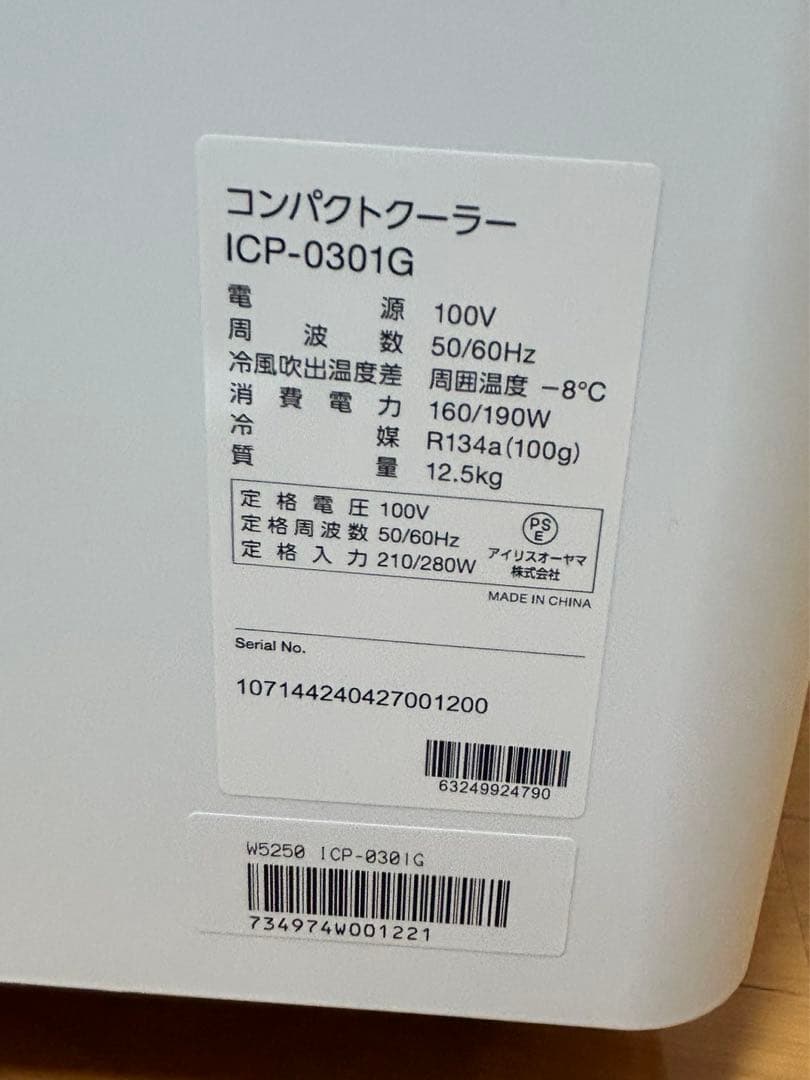 コンパクトクーラー
ICP-0301G
電源 100V
周波数 50/60Hz
冷風吹出温度差 周囲温度 −8℃
消費電力 160/190W
冷媒 R134a(100g)
質量 12.5kg
定格電圧 100V
定格周波数 50/60Hz
定格入力 210/280W
PS
E
アイリスオーヤマ
株式会社
MADE IN CHINA
Serial No.
107144240427001200
63249924790
W5250 ICP-0301G
734974W001221